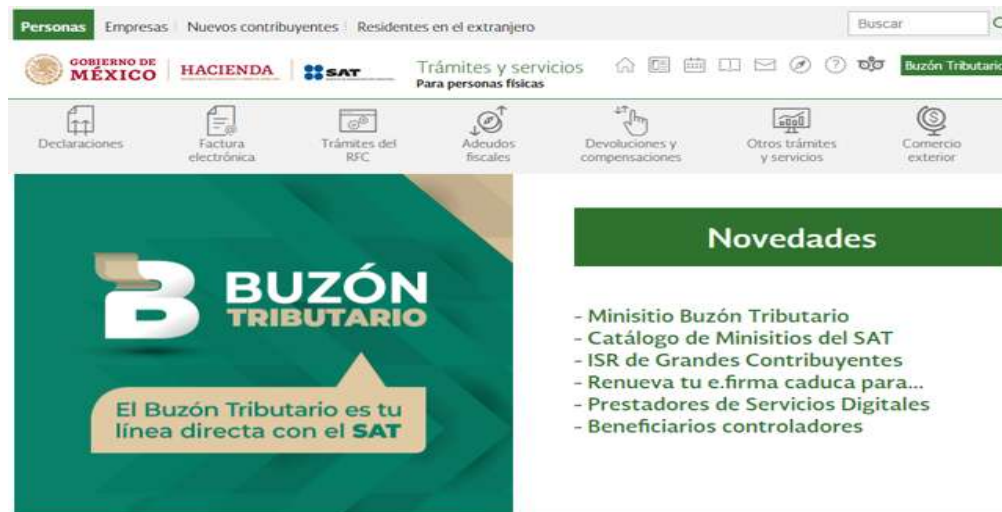 Personas Empresas Nuevos contribuyentes Residentes en el extranjero Buscar
GOBIERNO DE
MÉXICO
HACIENDA
SAT
Trámites y servicios
Para personas físicas
Buzón Tributario
Declaraciones
Factura
electrónica
Trámites del
RFC
Adeudos
fiscales
Devoluciones y
compensaciones
Otros trámites
y servicios
Comercio
exterior
BUZÓN
TRIBUTARIO
El Buzón Tributario es tu
línea directa con el SAT
Novedades
- Minisitio Buzón Tributario
- Catálogo de Minisitios del SAT
- ISR de Grandes Contribuyentes
- Renueva tu e.firma caduca para...
- Prestadores de Servicios Digitales
- Beneficiarios controladores